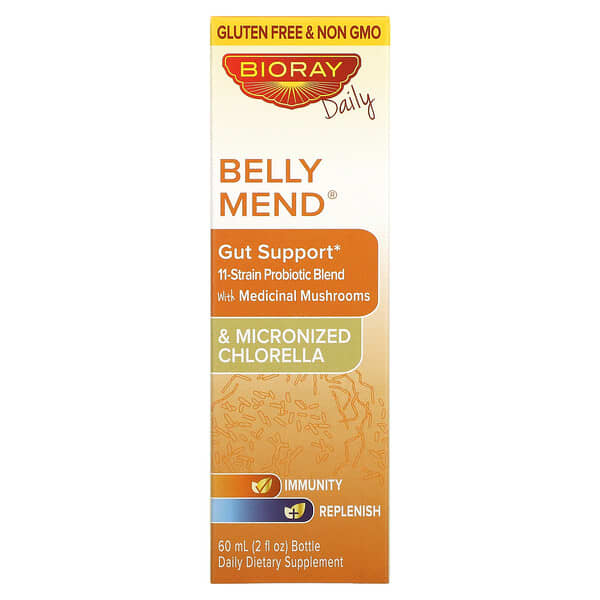 GLUTEN FREE & NON GMO
BIORAY
Daily
BELLY
MEND®
Gut Support*
11-Strain Probiotic Blend
With Medicinal Mushrooms
& MICRONIZED
CHLORELLA
IMMUNITY
REPLENISH
60 mL (2 fl oz) Bottle
Daily Dietary Supplement